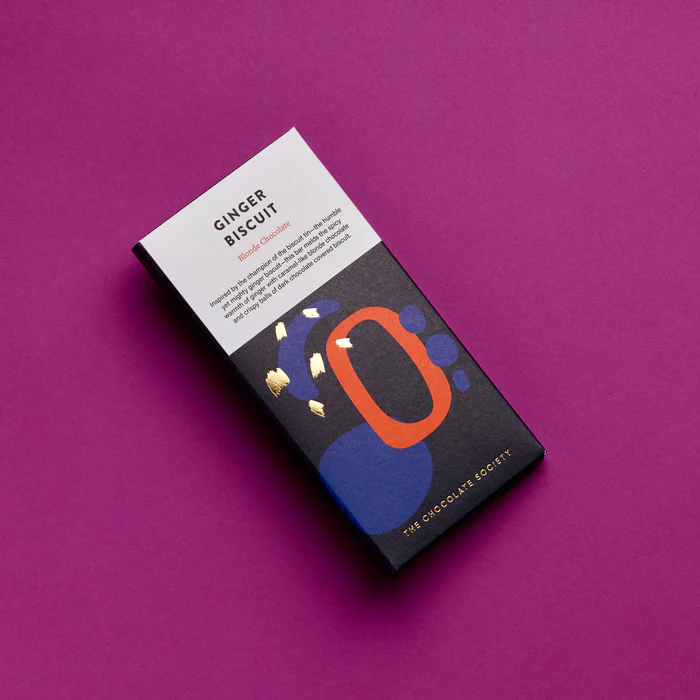 GINGER
BISCUIT
Blonde Chocolate
Inspired by the champion of the biscuit tin—the humble
yet mighty ginger biscuit—this bar melds the spicy
warmth of ginger with caramel-like blonde chocolate
and crispy balls of dark chocolate covered biscuit.
THE CHOCOLATE SOCIETY